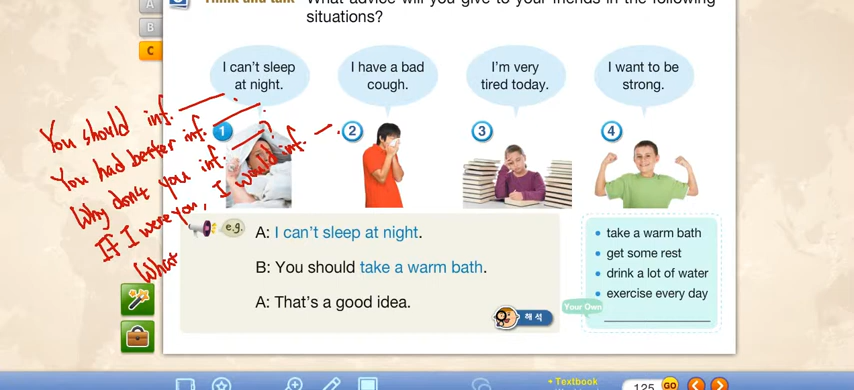 A
B
C
Think and talk What advice will you give to your friends in the following
situations?
I can't sleep
at night.
I have a bad
cough.
I'm very
tired today.
I want to be
strong.
1
2
3
4
You should inf.
You had better inf.
Why don't you inf. ?
If I were you, I would inf.
What
e.g. A: I can't sleep at night.
B: You should take a warm bath.
A: That's a good idea.
해석
• take a warm bath
• get some rest
• drink a lot of water
• exercise every day
Your Own
• Textbook
125 GO